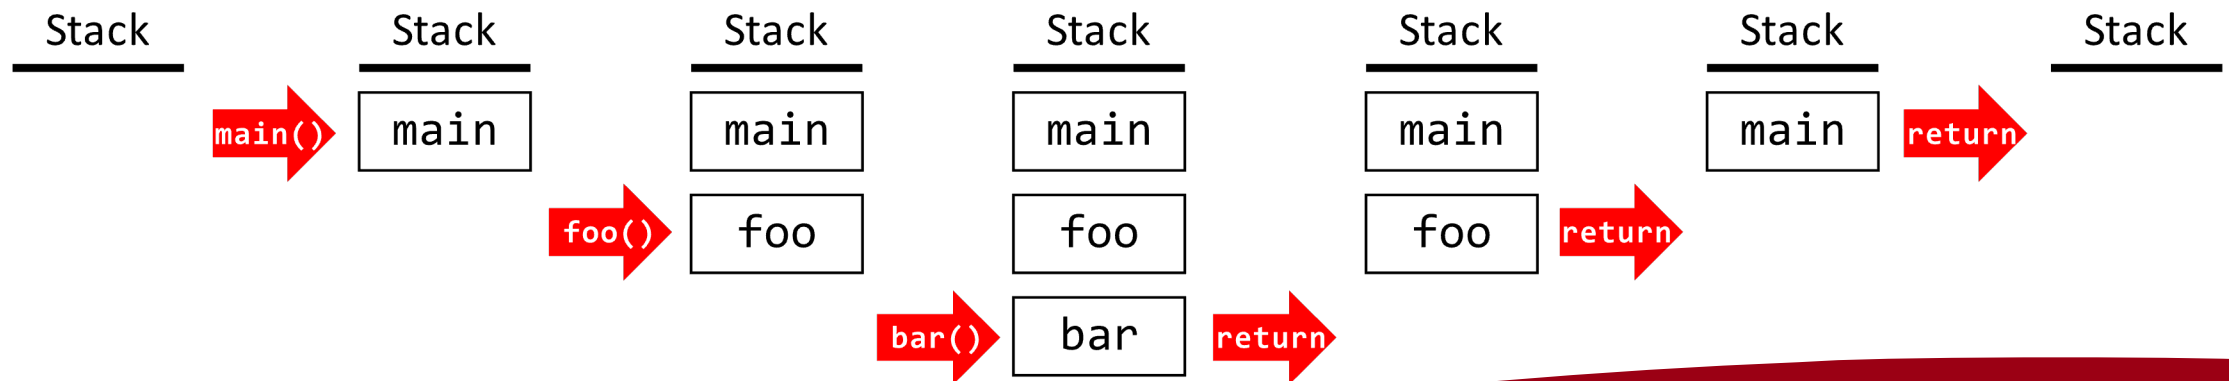 Stack Stack Stack Stack Stack Stack Stack
main() main main main main main return
foo() foo foo foo return
bar() bar return